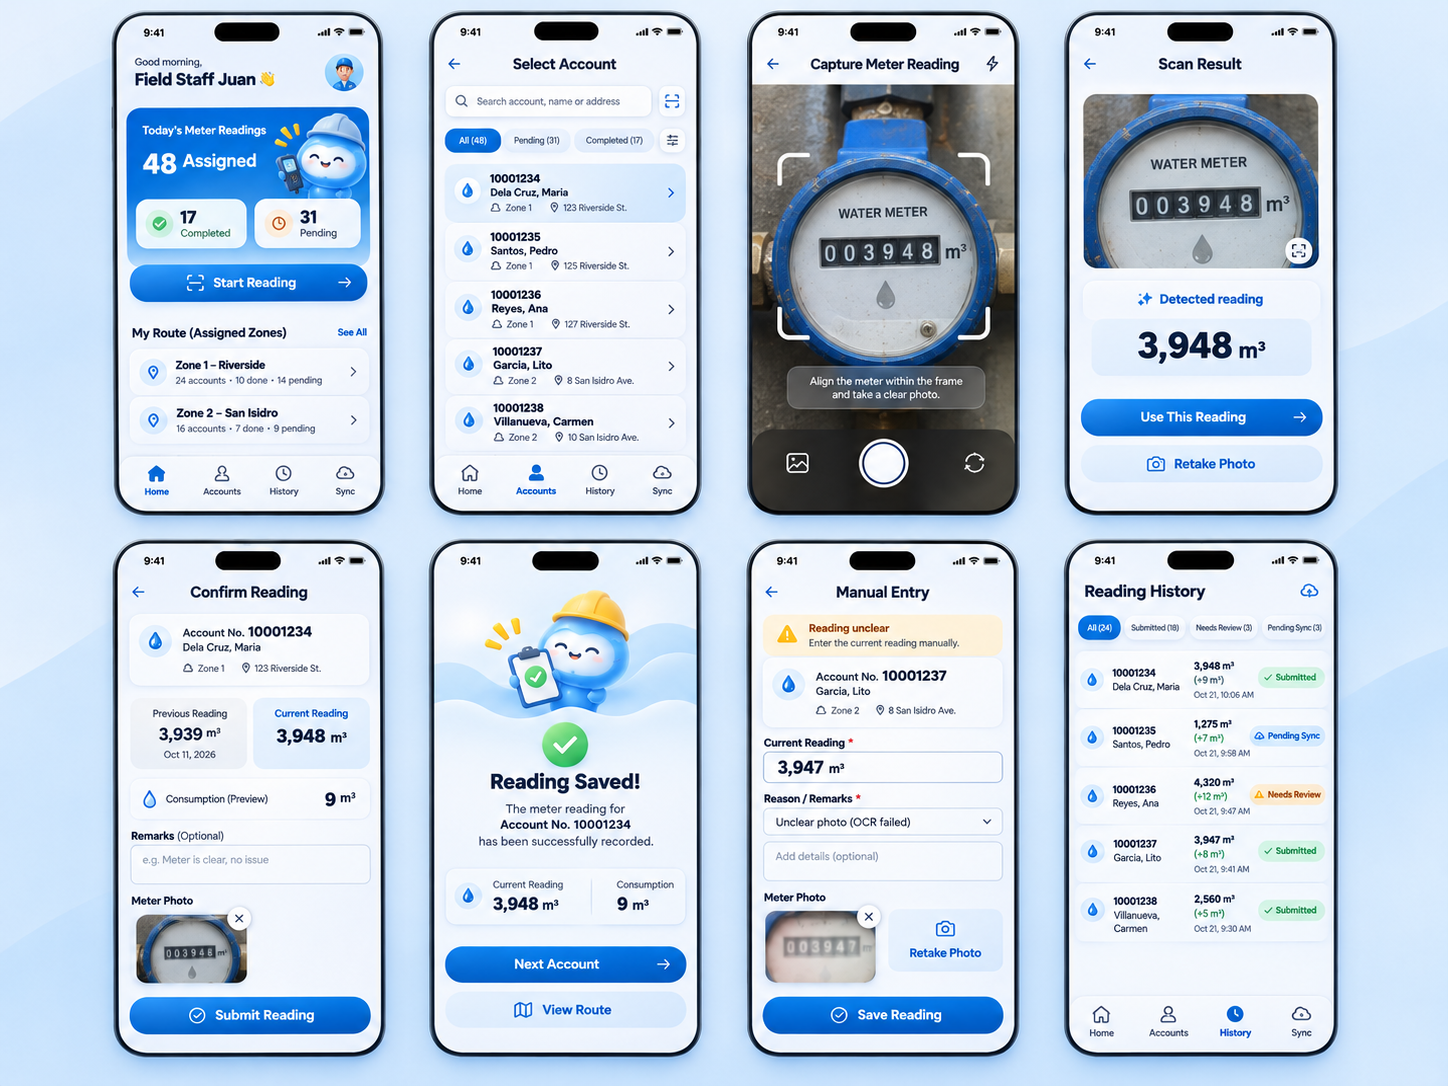 9:41
Good morning,
Field Staff Juan 👋
Today's Meter Readings
48 Assigned
17
Completed
31
Pending
Start Reading
My Route (Assigned Zones)
See All
Zone 1 – Riverside
24 accounts • 10 done • 14 pending
Zone 2 – San Isidro
16 accounts • 7 done • 9 pending
Home
Accounts
History
Sync
9:41
Select Account
Search account, name or address
All (48)
Pending (31)
Completed (17)
10001234
Dela Cruz, Maria
Zone 1
123 Riverside St.
10001235
Santos, Pedro
Zone 1
125 Riverside St.
10001236
Reyes, Ana
Zone 1
127 Riverside St.
10001237
Garcia, Lito
Zone 2
8 San Isidro Ave.
10001238
Villanueva, Carmen
Zone 2
10 San Isidro Ave.
Home
Accounts
History
Sync
9:41
Capture Meter Reading
WATER METER
003948 m³
Align the meter within the frame
and take a clear photo.
9:41
Scan Result
WATER METER
003948 m³
Detected reading
3,948 m³
Use This Reading
Retake Photo
9:41
Confirm Reading
Account No. 10001234
Dela Cruz, Maria
Zone 1
123 Riverside St.
Previous Reading
3,939 m³
Oct 11, 2026
Current Reading
3,948 m³
Consumption (Preview)
9 m³
Remarks (Optional)
e.g. Meter is clear, no issue
Meter Photo
003948 m³
Submit Reading
9:41
Reading Saved!
The meter reading for
Account No. 10001234
has been successfully recorded.
Current Reading
3,948 m³
Consumption
9 m³
Next Account
View Route
9:41
Manual Entry
Reading unclear
Enter the current reading manually.
Account No. 10001237
Garcia, Lito
Zone 2
8 San Isidro Ave.
Current Reading *
3,947 m³
Reason / Remarks *
Unclear photo (OCR failed)
Add details (optional)
Meter Photo
003947 m³
Retake Photo
Save Reading
9:41
Reading History
All (24)
Submitted (18)
Needs Review (3)
Pending Sync (3)
10001234
Dela Cruz, Maria
3,948 m³
(+9 m³)
Oct 21, 10:06 AM
Submitted
10001235
Santos, Pedro
1,275 m³
(+7 m³)
Oct 21, 9:58 AM
Pending Sync
10001236
Reyes, Ana
4,320 m³
(+12 m³)
Oct 21, 9:47 AM
Needs Review
10001237
Garcia, Lito
3,947 m³
(+8 m³)
Oct 21, 9:41 AM
Submitted
10001238
Villanueva,
Carmen
2,560 m³
(+5 m³)
Oct 21, 9:30 AM
Submitted
Home
Accounts
History
Sync